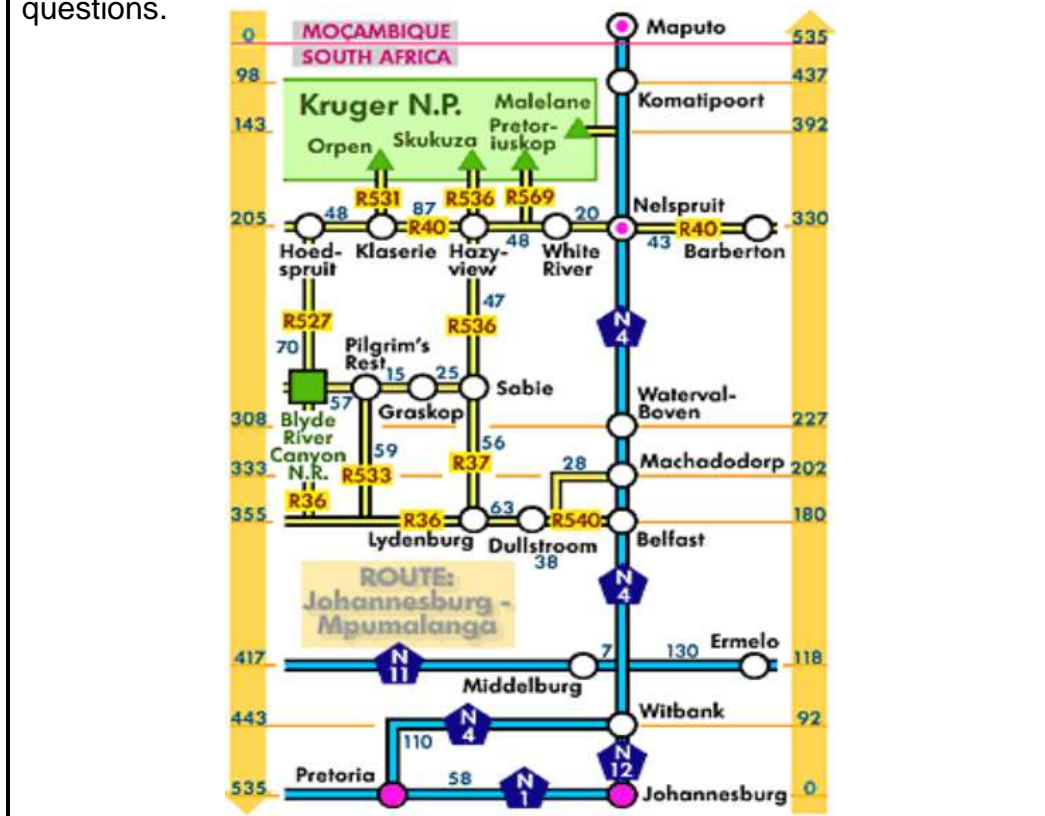 questions.
0
MOÇAMBIQUE
SOUTH AFRICA
Maputo
535
98
Komatipoort
437
Kruger N.P.
Malelane
143
392
Orpen
Skukuza
Pretor-
iuskop
R531
R536
R569
Nelspruit
205
48
87
R40
48
20
43
R40
330
Hoed-
spruit
Klaserie
Hazy-
view
White
River
Barberton
R527
47
R536
N
4
70
Pilgrim's
Rest
15
25
Sabie
57
Graskop
Waterval-
Boven
308
Blyde
River
Canyon
N.R.
227
59
56
333
R533
R37
28
Machadodorp
202
R36
355
R36
63
R540
180
Lydenburg
Dullstroom
38
Belfast
ROUTE:
Johannesburg -
Mpumalanga
N
4
417
N
11
7
130
Ermelo
118
Middelburg
443
N
4
Witbank
92
110
N
12
Pretoria
58
535
N
1
Johannesburg
0